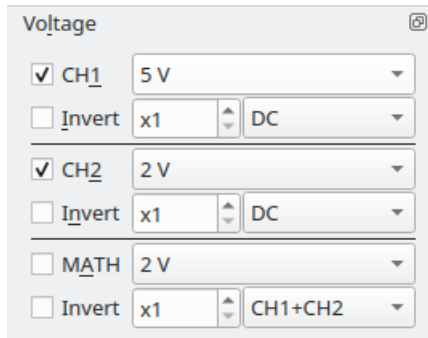 Voltage
CH1 5 V
Invert x1 DC
CH2 2 V
Invert x1 DC
MATH 2 V
Invert x1 CH1+CH2